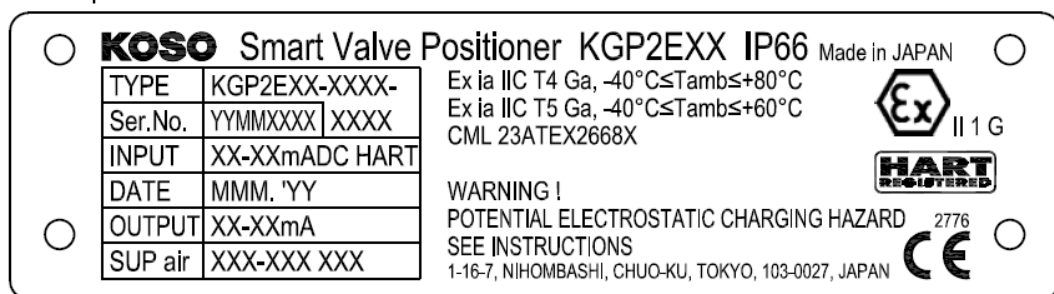 KOSO Smart Valve Positioner KGP2EXX IP66 Made in JAPAN
TYPE KGP2EXX-XXXX-
Ser.No. YYMMXXXX XXXX
INPUT XX-XXmADC HART
DATE MMM. 'YY
OUTPUT XX-XXmA
SUP air XXX-XXX XXX
Ex ia IIC T4 Ga, -40°C≤Tamb≤+80°C
Ex ia IIC T5 Ga, -40°C≤Tamb≤+60°C
CML 23ATEX2668X
WARNING !
POTENTIAL ELECTROSTATIC CHARGING HAZARD
SEE INSTRUCTIONS
1-16-7, NIHOMBASHI, CHUO-KU, TOKYO, 103-0027, JAPAN
Ex
II 1 G
HART
REGISTERED
2776
CE